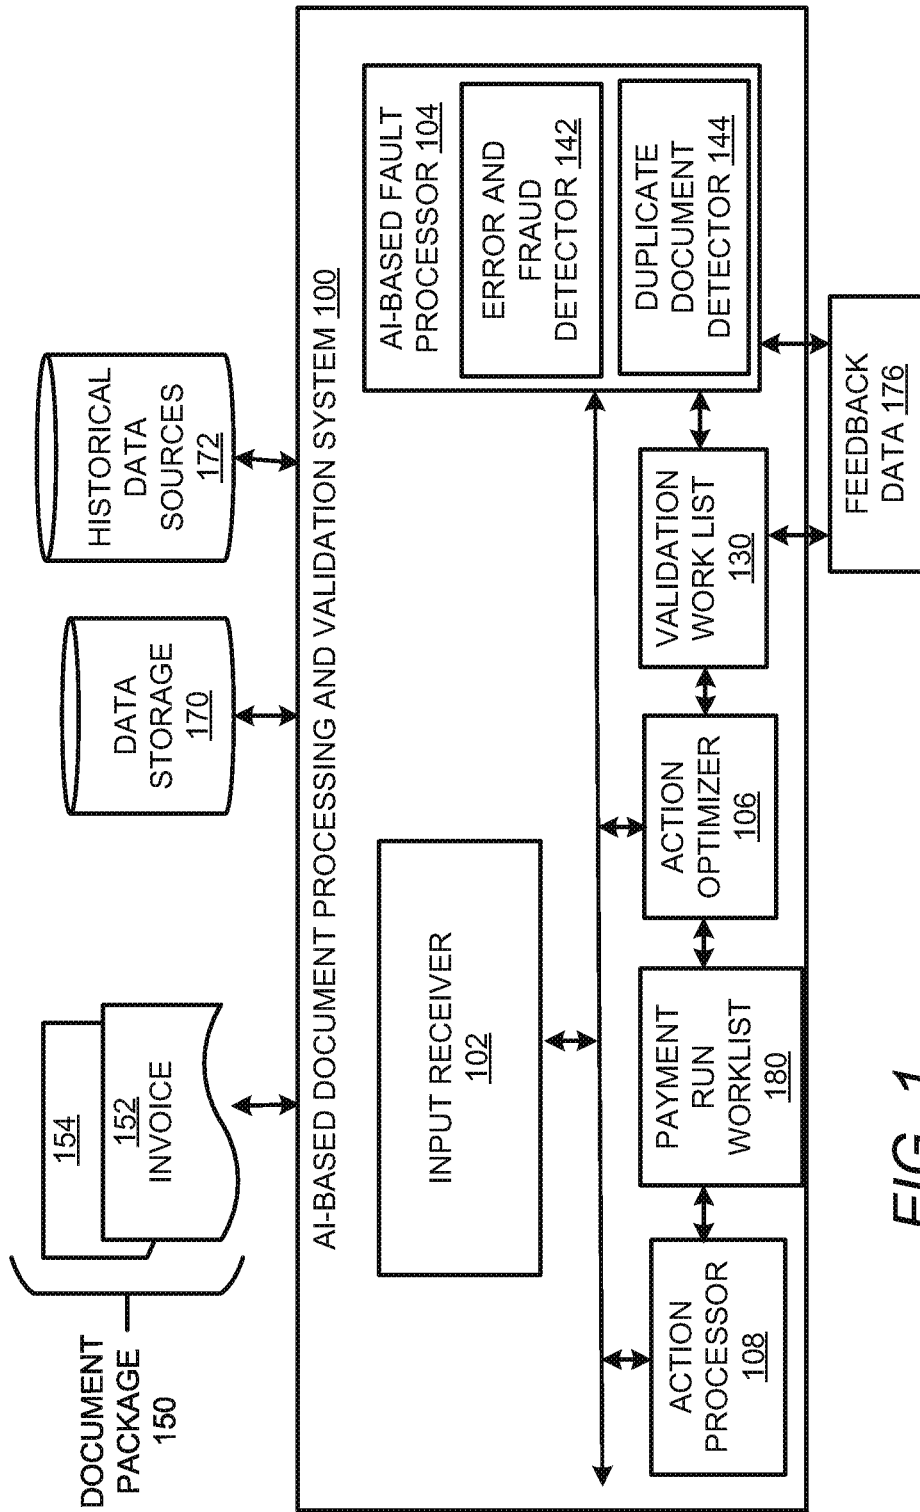 DOCUMENT
PACKAGE
150
154
152
INVOICE
DATA
STORAGE
170
HISTORICAL
DATA
SOURCES
172
AI-BASED DOCUMENT PROCESSING AND VALIDATION SYSTEM 100
INPUT RECEIVER
102
AI-BASED FAULT
PROCESSOR 104
ERROR AND
FRAUD
DETECTOR 142
DUPLICATE
DOCUMENT
DETECTOR 144
ACTION
PROCESSOR
108
PAYMENT
RUN
WORKLIST
180
ACTION
OPTIMIZER
106
VALIDATION
WORK LIST
130
FEEDBACK
DATA 176
FIG. 1